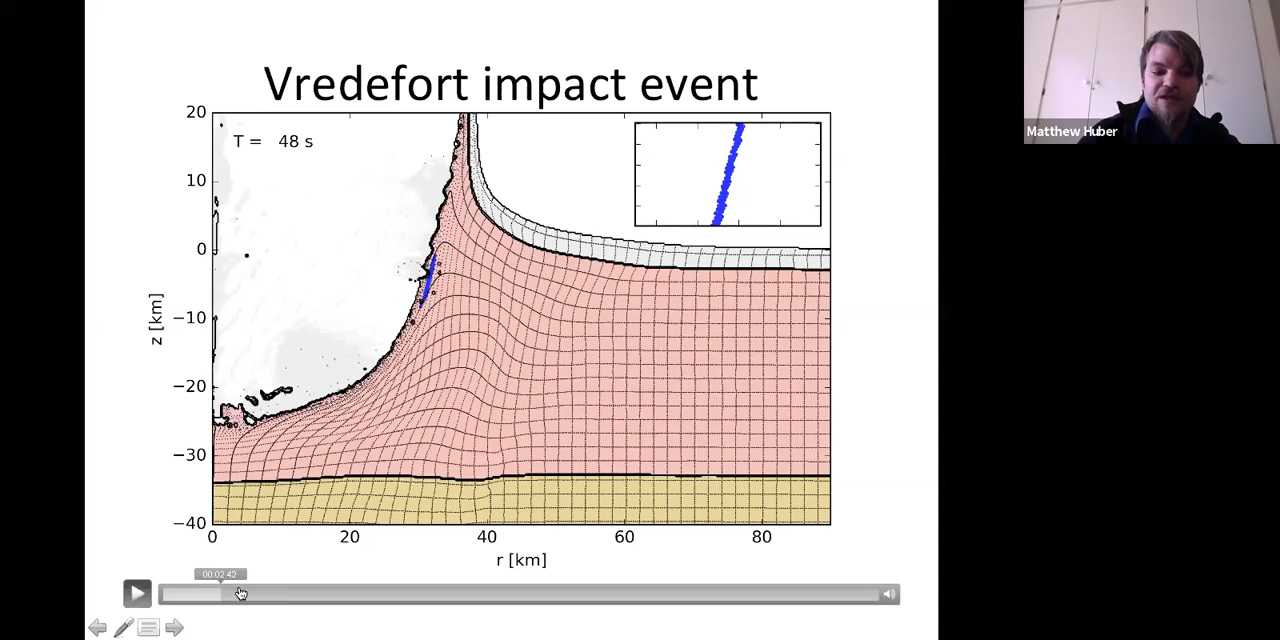 Vredefort impact event
T = 48 s
20
10
0
−10
−20
−30
−40
z [km]
0 20 40 60 80
r [km]
00:02.42
Matthew Huber